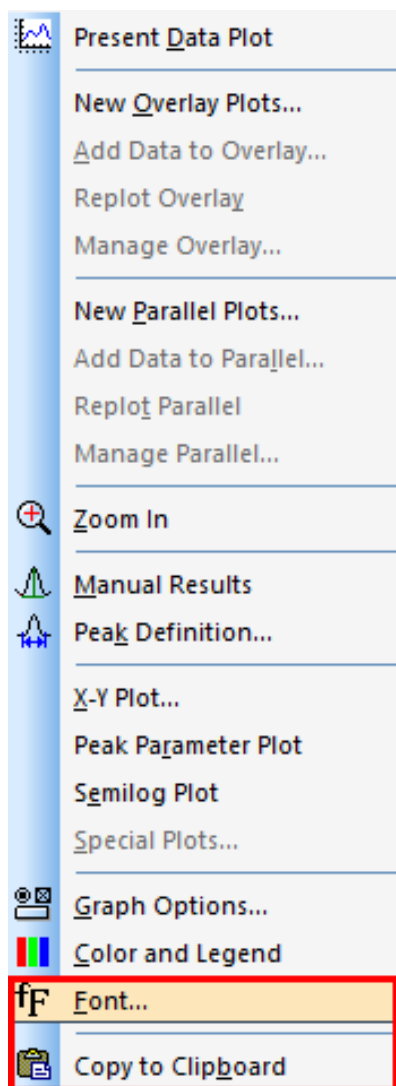 Present Data Plot
New Overlay Plots...
Add Data to Overlay...
Replot Overlay
Manage Overlay...
New Parallel Plots...
Add Data to Parallel...
Replot Parallel
Manage Parallel...
Zoom In
Manual Results
Peak Definition...
X-Y Plot...
Peak Parameter Plot
Semilog Plot
Special Plots...
Graph Options...
Color and Legend
fF Font...
Copy to Clipboard